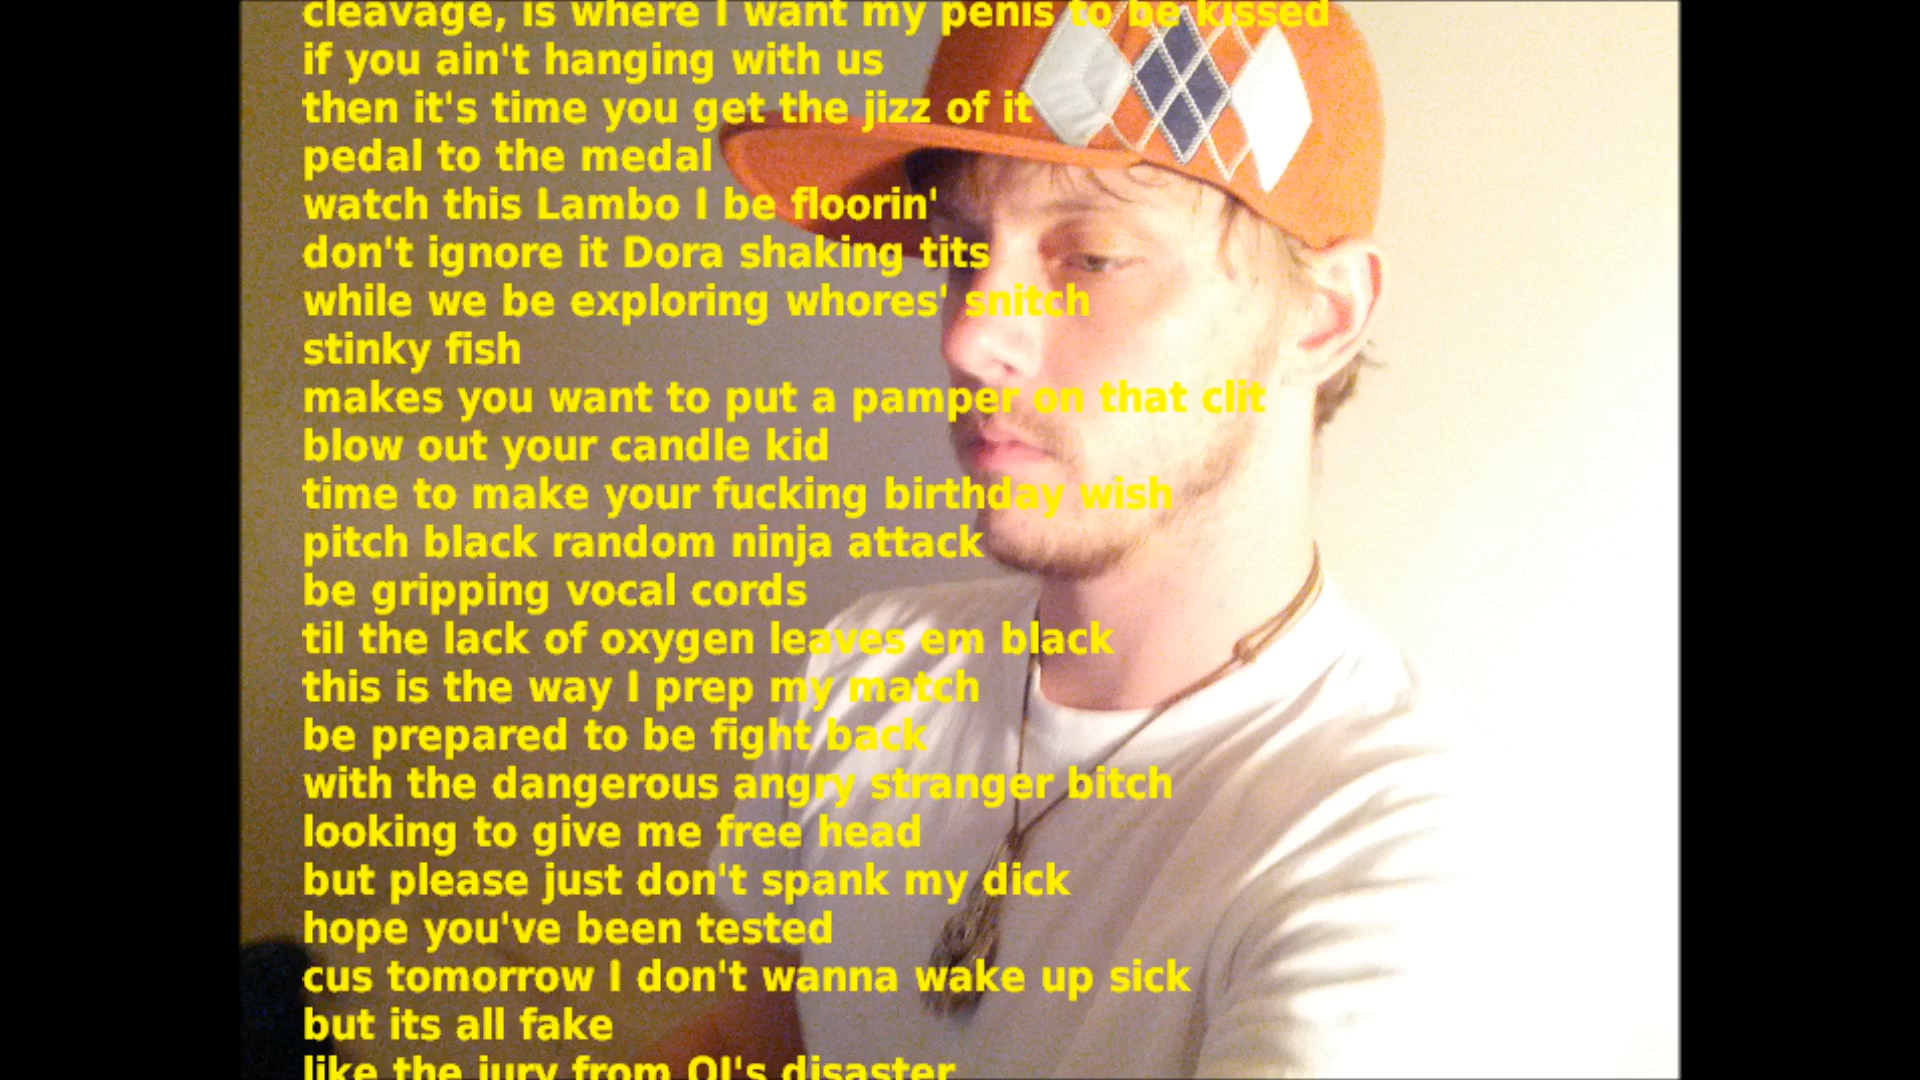 cleavage, is where I want my penis to be kissed
if you ain't hanging with us
then it's time you get the jizz of it
pedal to the medal
watch this Lambo I be floorin'
don't ignore it Dora shaking tits
while we be exploring whores' snitch
stinky fish
makes you want to put a pamper on that clit
blow out your candle kid
time to make your fucking birthday wish
pitch black random ninja attack
be gripping vocal cords
til the lack of oxygen leaves em black
this is the way I prep my match
be prepared to be fight back
with the dangerous angry stranger bitch
looking to give me free head
but please just don't spank my dick
hope you've been tested
cus tomorrow I don't wanna wake up sick
but its all fake
like the jury from OJ's disaster